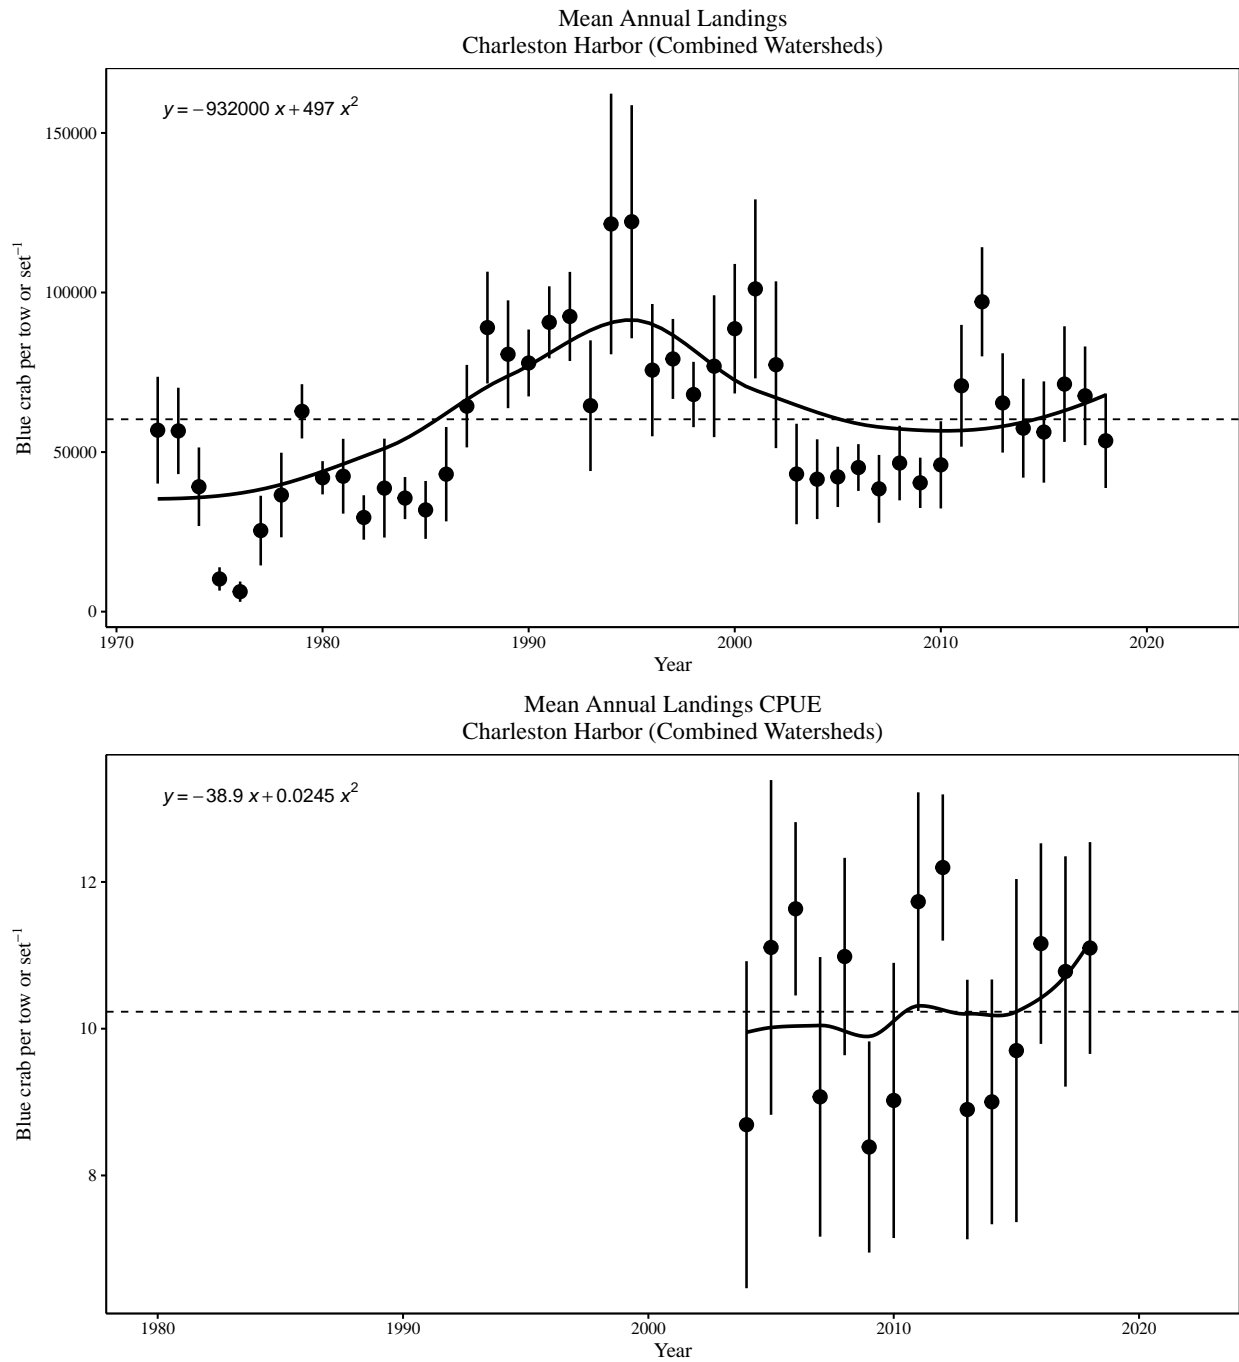 Mean Annual Landings
Charleston Harbor (Combined Watersheds)
y = −932000 x + 497 x²
150000
100000
50000
0
Blue crab per tow or set⁻¹
1970 1980 1990 2000 2010 2020
Year
Mean Annual Landings CPUE
Charleston Harbor (Combined Watersheds)
y = −38.9 x + 0.0245 x²
12
10
8
Blue crab per tow or set⁻¹
1980 1990 2000 2010 2020
Year